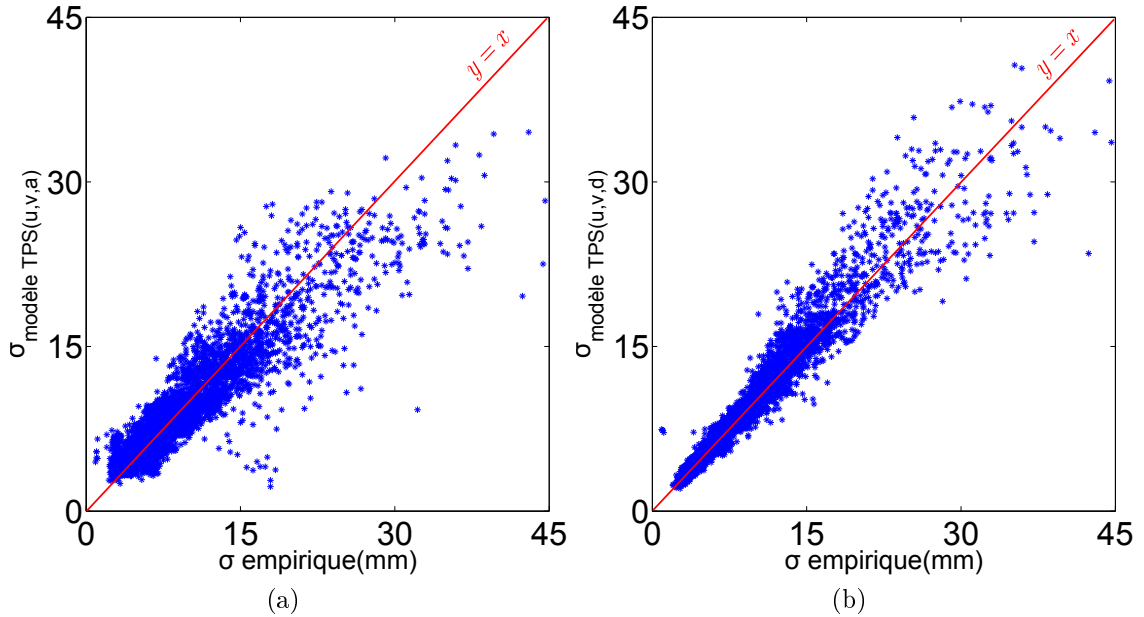 45
30
15
0
σmodèle TPS(u,v,a)
y = x
0 15 30 45
σ empirique(mm)
(a)
45
30
15
0
σmodèle TPS(u,v,d)
y = x
0 15 30 45
σ empirique(mm)
(b)